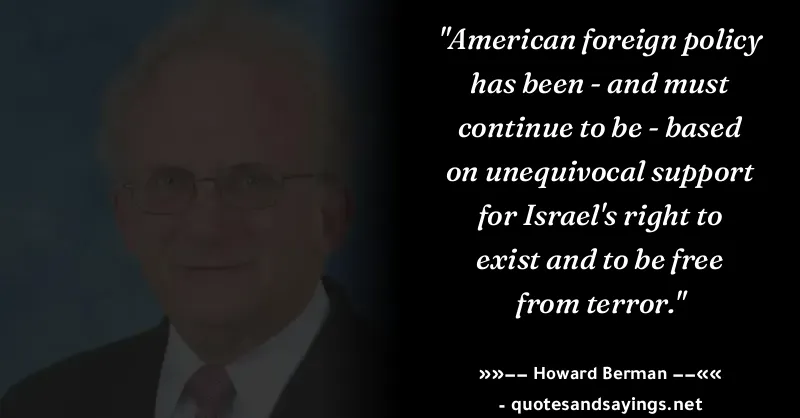 "American foreign policy
has been - and must
continue to be - based
on unequivocal support
for Israel's right to
exist and to be free
from terror."
»»-- Howard Berman --««
- quotesandsayings.net